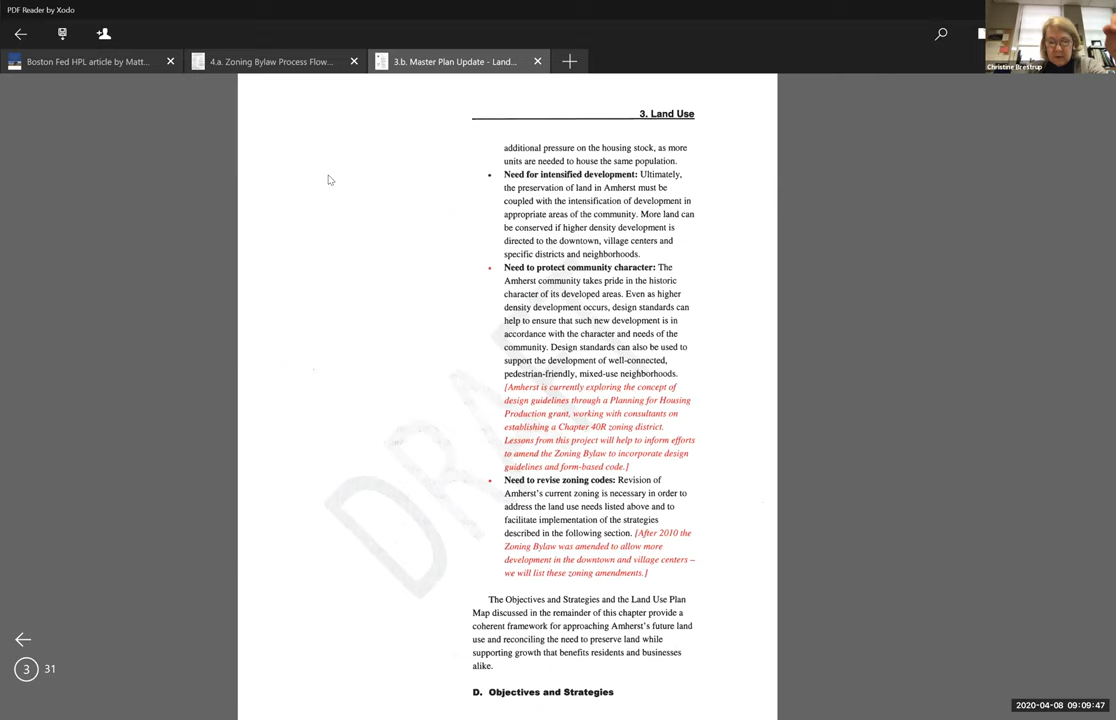 PDF Reader by Xodo
Boston Fed HPL article by Matt...
4.a. Zoning Bylaw Process Flow...
3.b. Master Plan Update - Land...
Christine Brestrup
3. Land Use
additional pressure on the housing stock, as more
units are needed to house the same population.
• Need for intensified development: Ultimately,
the preservation of land in Amherst must be
coupled with the intensification of development in
appropriate areas of the community. More land can
be conserved if higher density development is
directed to the downtown, village centers and
specific districts and neighborhoods.
• Need to protect community character: The
Amherst community takes pride in the historic
character of its developed areas. Even as higher
density development occurs, design standards can
help to ensure that such new development is in
accordance with the character and needs of the
community. Design standards can also be used to
support the development of well-connected,
pedestrian-friendly, mixed-use neighborhoods.
[Amherst is currently exploring the concept of
design guidelines through a Planning for Housing
Production grant, working with consultants on
establishing a Chapter 40R zoning district.
Lessons from this project will help to inform efforts
to amend the Zoning Bylaw to incorporate design
guidelines and form-based code.]
• Need to revise zoning codes: Revision of
Amherst's current zoning is necessary in order to
address the land use needs listed above and to
facilitate implementation of the strategies
described in the following section. [After 2010 the
Zoning Bylaw was amended to allow more
development in the downtown and village centers –
we will list these zoning amendments.]
The Objectives and Strategies and the Land Use Plan
Map discussed in the remainder of this chapter provide a
coherent framework for approaching Amherst's future land
use and reconciling the need to preserve land while
supporting growth that benefits residents and businesses
alike.
D. Objectives and Strategies
DRAFT
3 31
2020-04-08 09:09:47